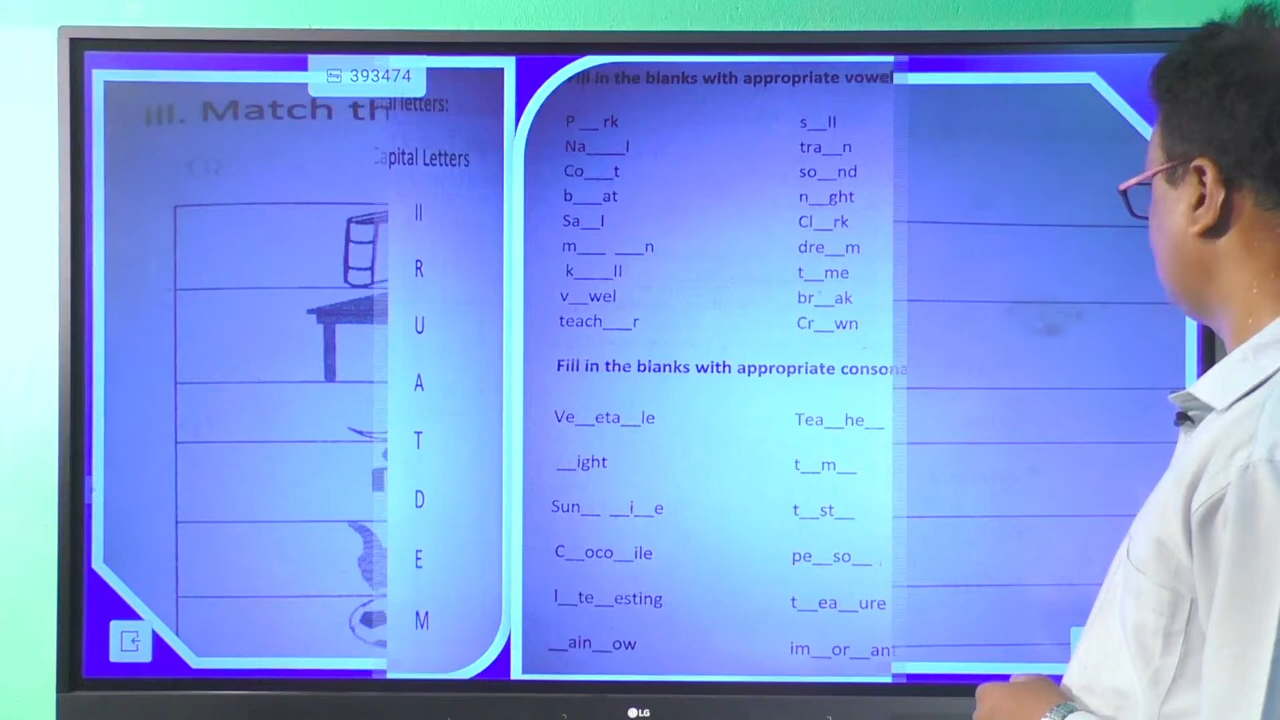 393474
III. Match th
al letters:
apital Letters
II
R
U
A
T
D
E
M
ll in the blanks with appropriate vowel
P__rk s__ll
Na____l tra__n
Co___t so__nd
b___at n__ght
Sa__l Cl__rk
m___ ___n dre__m
k____ll t__me
v__wel br__ak
teach___r Cr__wn
Fill in the blanks with appropriate consona
Ve__eta__le Tea__he__
__ight t__m__
Sun__ __i__e t__st__
C__oco__ile pe__so__.
I__te__esting t__ea__ure
__ain__ow im__or__ant
LG